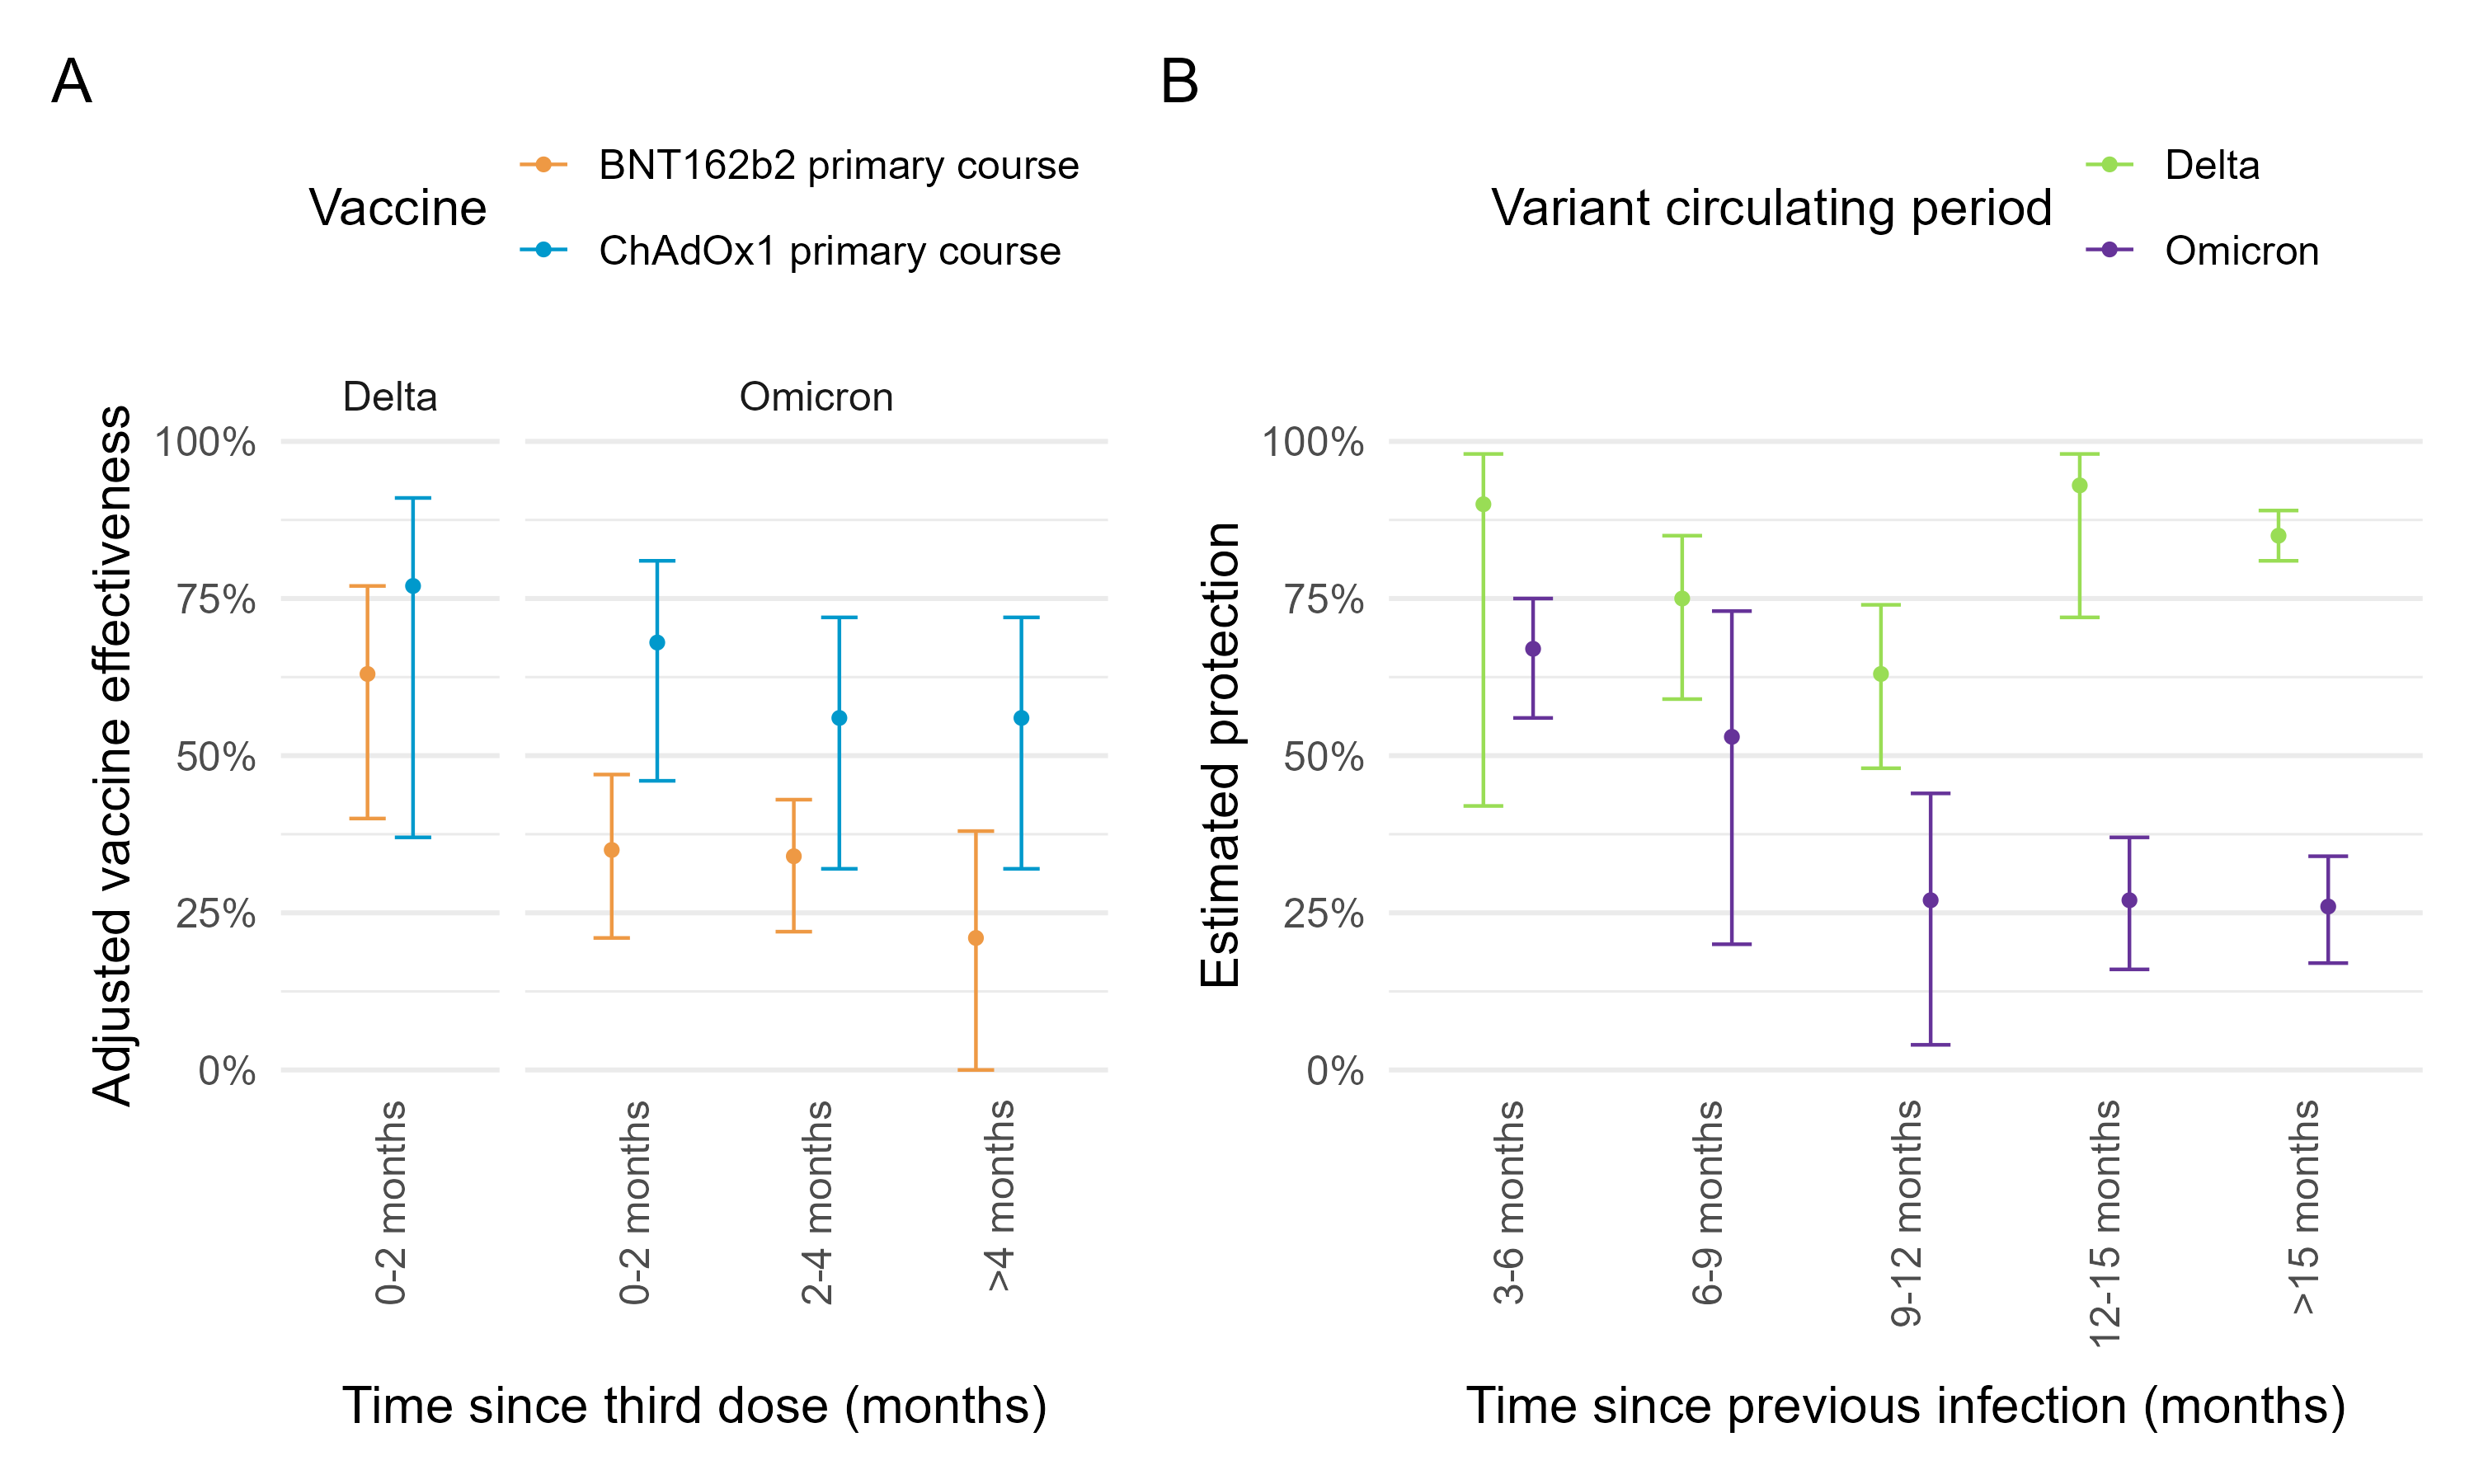 A
Vaccine
BNT162b2 primary course
ChAdOx1 primary course
Delta
Omicron
Adjusted vaccine effectiveness
100%
75%
50%
25%
0%
0-2 months
0-2 months
2-4 months
>4 months
Time since third dose (months)
B
Variant circulating period
Delta
Omicron
Estimated protection
100%
75%
50%
25%
0%
3-6 months
6-9 months
9-12 months
12-15 months
>15 months
Time since previous infection (months)